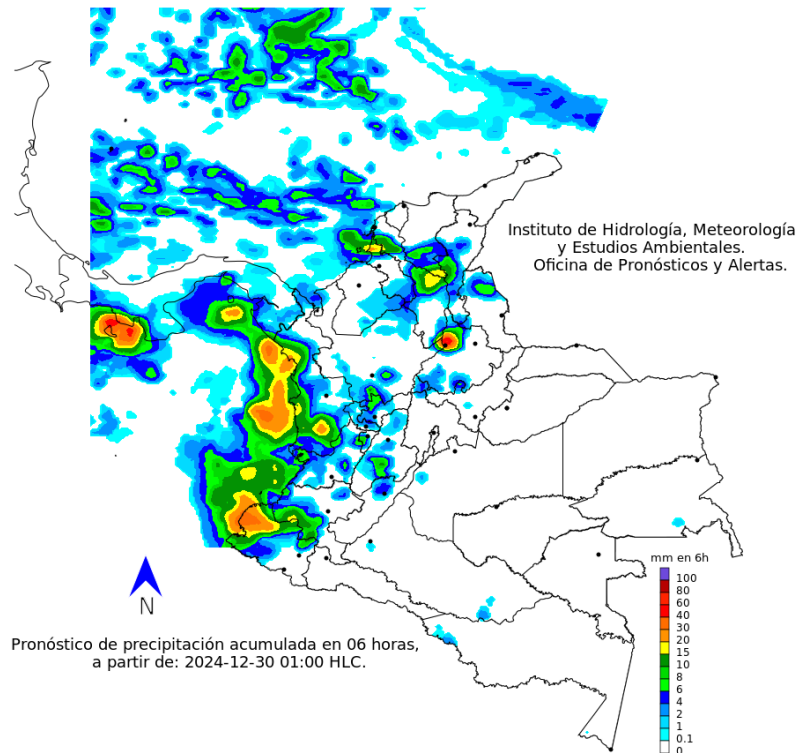 Instituto de Hidrología, Meteorología
y Estudios Ambientales.
Oficina de Pronósticos y Alertas.
mm en 6h
100
80
60
40
30
20
15
10
8
6
4
2
1
0.1
0
N
Pronóstico de precipitación acumulada en 06 horas,
a partir de: 2024-12-30 01:00 HLC.